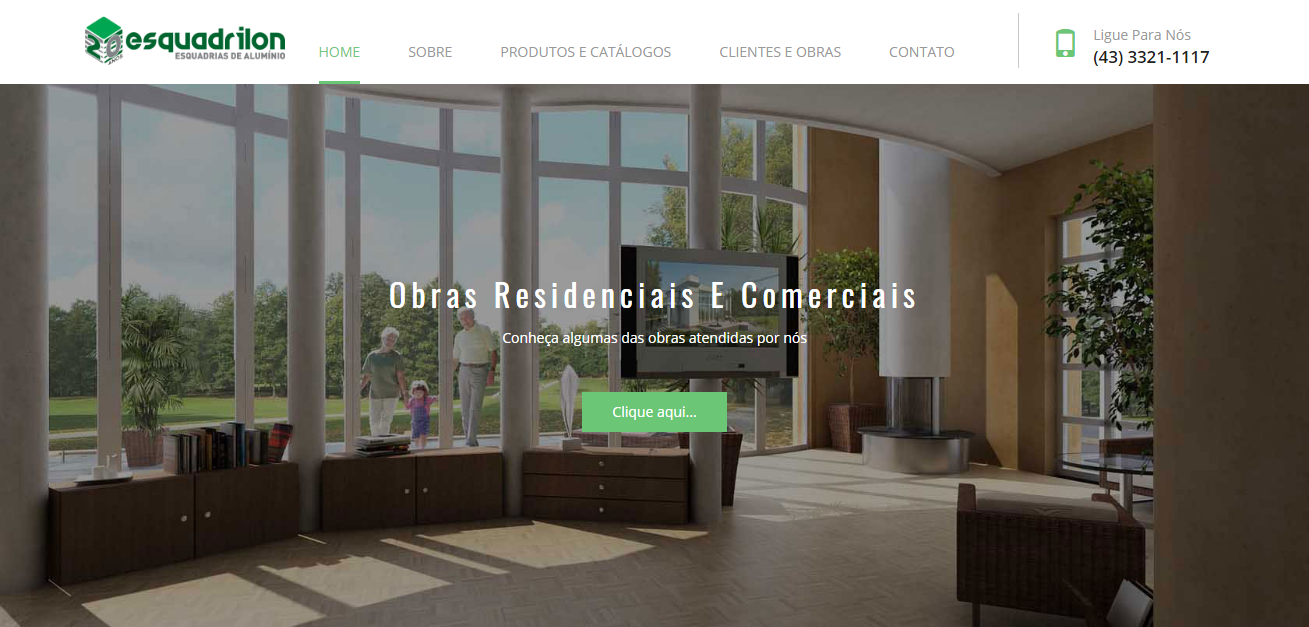 20 ANOS
esquadrilon
ESQUADRIAS DE ALUMÍNIO
HOME
SOBRE
PRODUTOS E CATÁLOGOS
CLIENTES E OBRAS
CONTATO
Ligue Para Nós
(43) 3321-1117
Obras Residenciais E Comerciais
Conheça algumas das obras atendidas por nós
Clique aqui...